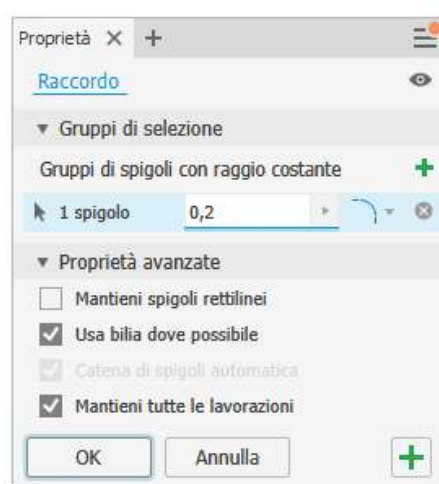 Proprietà
Raccordo
Gruppi di selezione
Gruppi di spigoli con raggio costante
1 spigolo 0,2
Proprietà avanzate
Mantieni spigoli rettilinei
Usa bilia dove possibile
Catena di spigoli automatica
Mantieni tutte le lavorazioni
OK Annulla